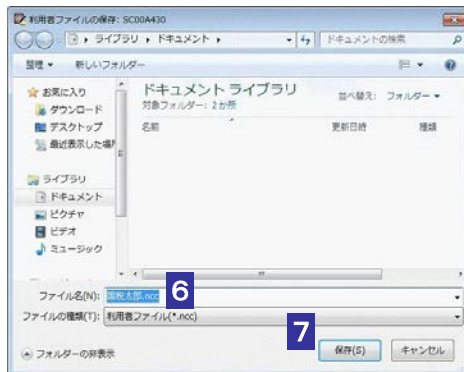 利用者ファイルの保存: SC00A430
ライブラリ ▸ ドキュメント ▸
ドキュメントの検索
整理 ▼ 新しいフォルダー
お気に入り
ダウンロード
デスクトップ
最近表示した場
ライブラリ
ドキュメント
ピクチャ
ビデオ
ミュージック
ドキュメント ライブラリ
対象フォルダー: 2 か所
並べ替え: フォルダー ▼
名前 更新日時 種類
ファイル名(N): 国税太郎.ncc 6
ファイルの種類(T): 利用者ファイル(*.ncc)
7
フォルダーの非表示 保存(S) キャンセル